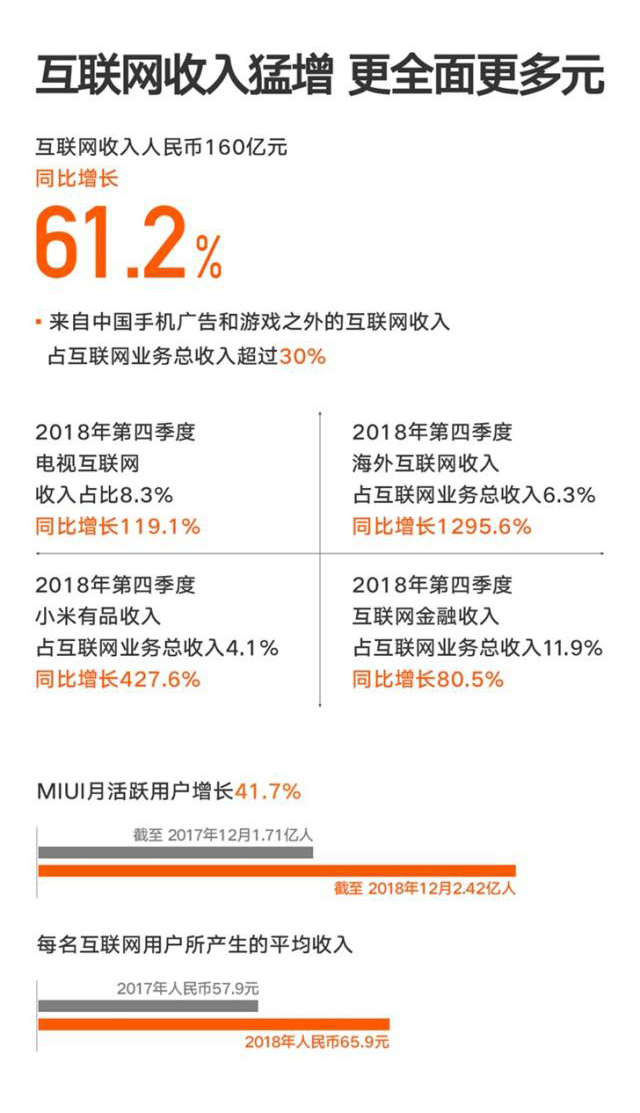 互联网收入猛增 更全面更多元
互联网收入人民币160亿元
同比增长
61.2%
来自中国手机广告和游戏之外的互联网收入
占互联网业务总收入超过30%
2018年第四季度
电视互联网
收入占比8.3%
同比增长119.1%
2018年第四季度
海外互联网收入
占互联网业务总收入6.3%
同比增长1295.6%
2018年第四季度
小米有品收入
占互联网业务总收入4.1%
同比增长427.6%
2018年第四季度
互联网金融收入
占互联网业务总收入11.9%
同比增长80.5%
MIUI月活跃用户增长41.7%
截至 2017年12月1.71亿人
截至 2018年12月2.42亿人
每名互联网用户所产生的平均收入
2017年人民币57.9元
2018年人民币65.9元